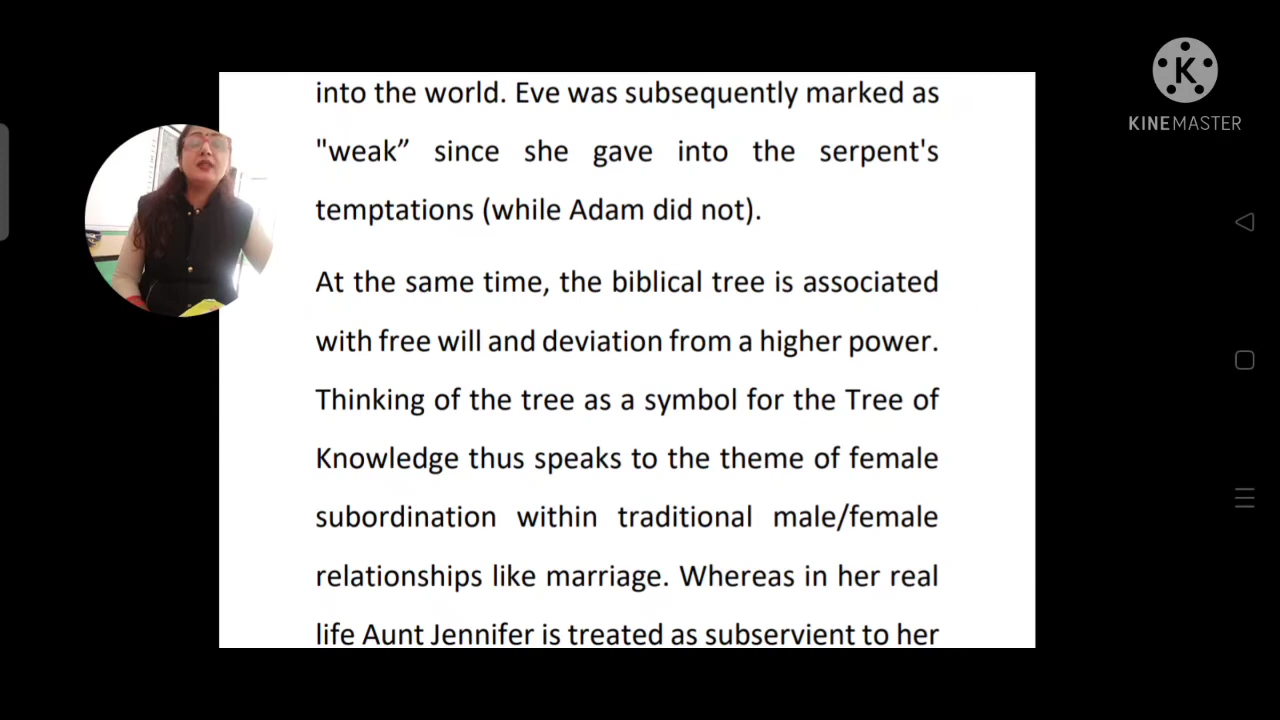 into the world. Eve was subsequently marked as
"weak” since she gave into the serpent's
temptations (while Adam did not).
At the same time, the biblical tree is associated
with free will and deviation from a higher power.
Thinking of the tree as a symbol for the Tree of
Knowledge thus speaks to the theme of female
subordination within traditional male/female
relationships like marriage. Whereas in her real
life Aunt Jennifer is treated as subservient to her
K
KINEMASTER